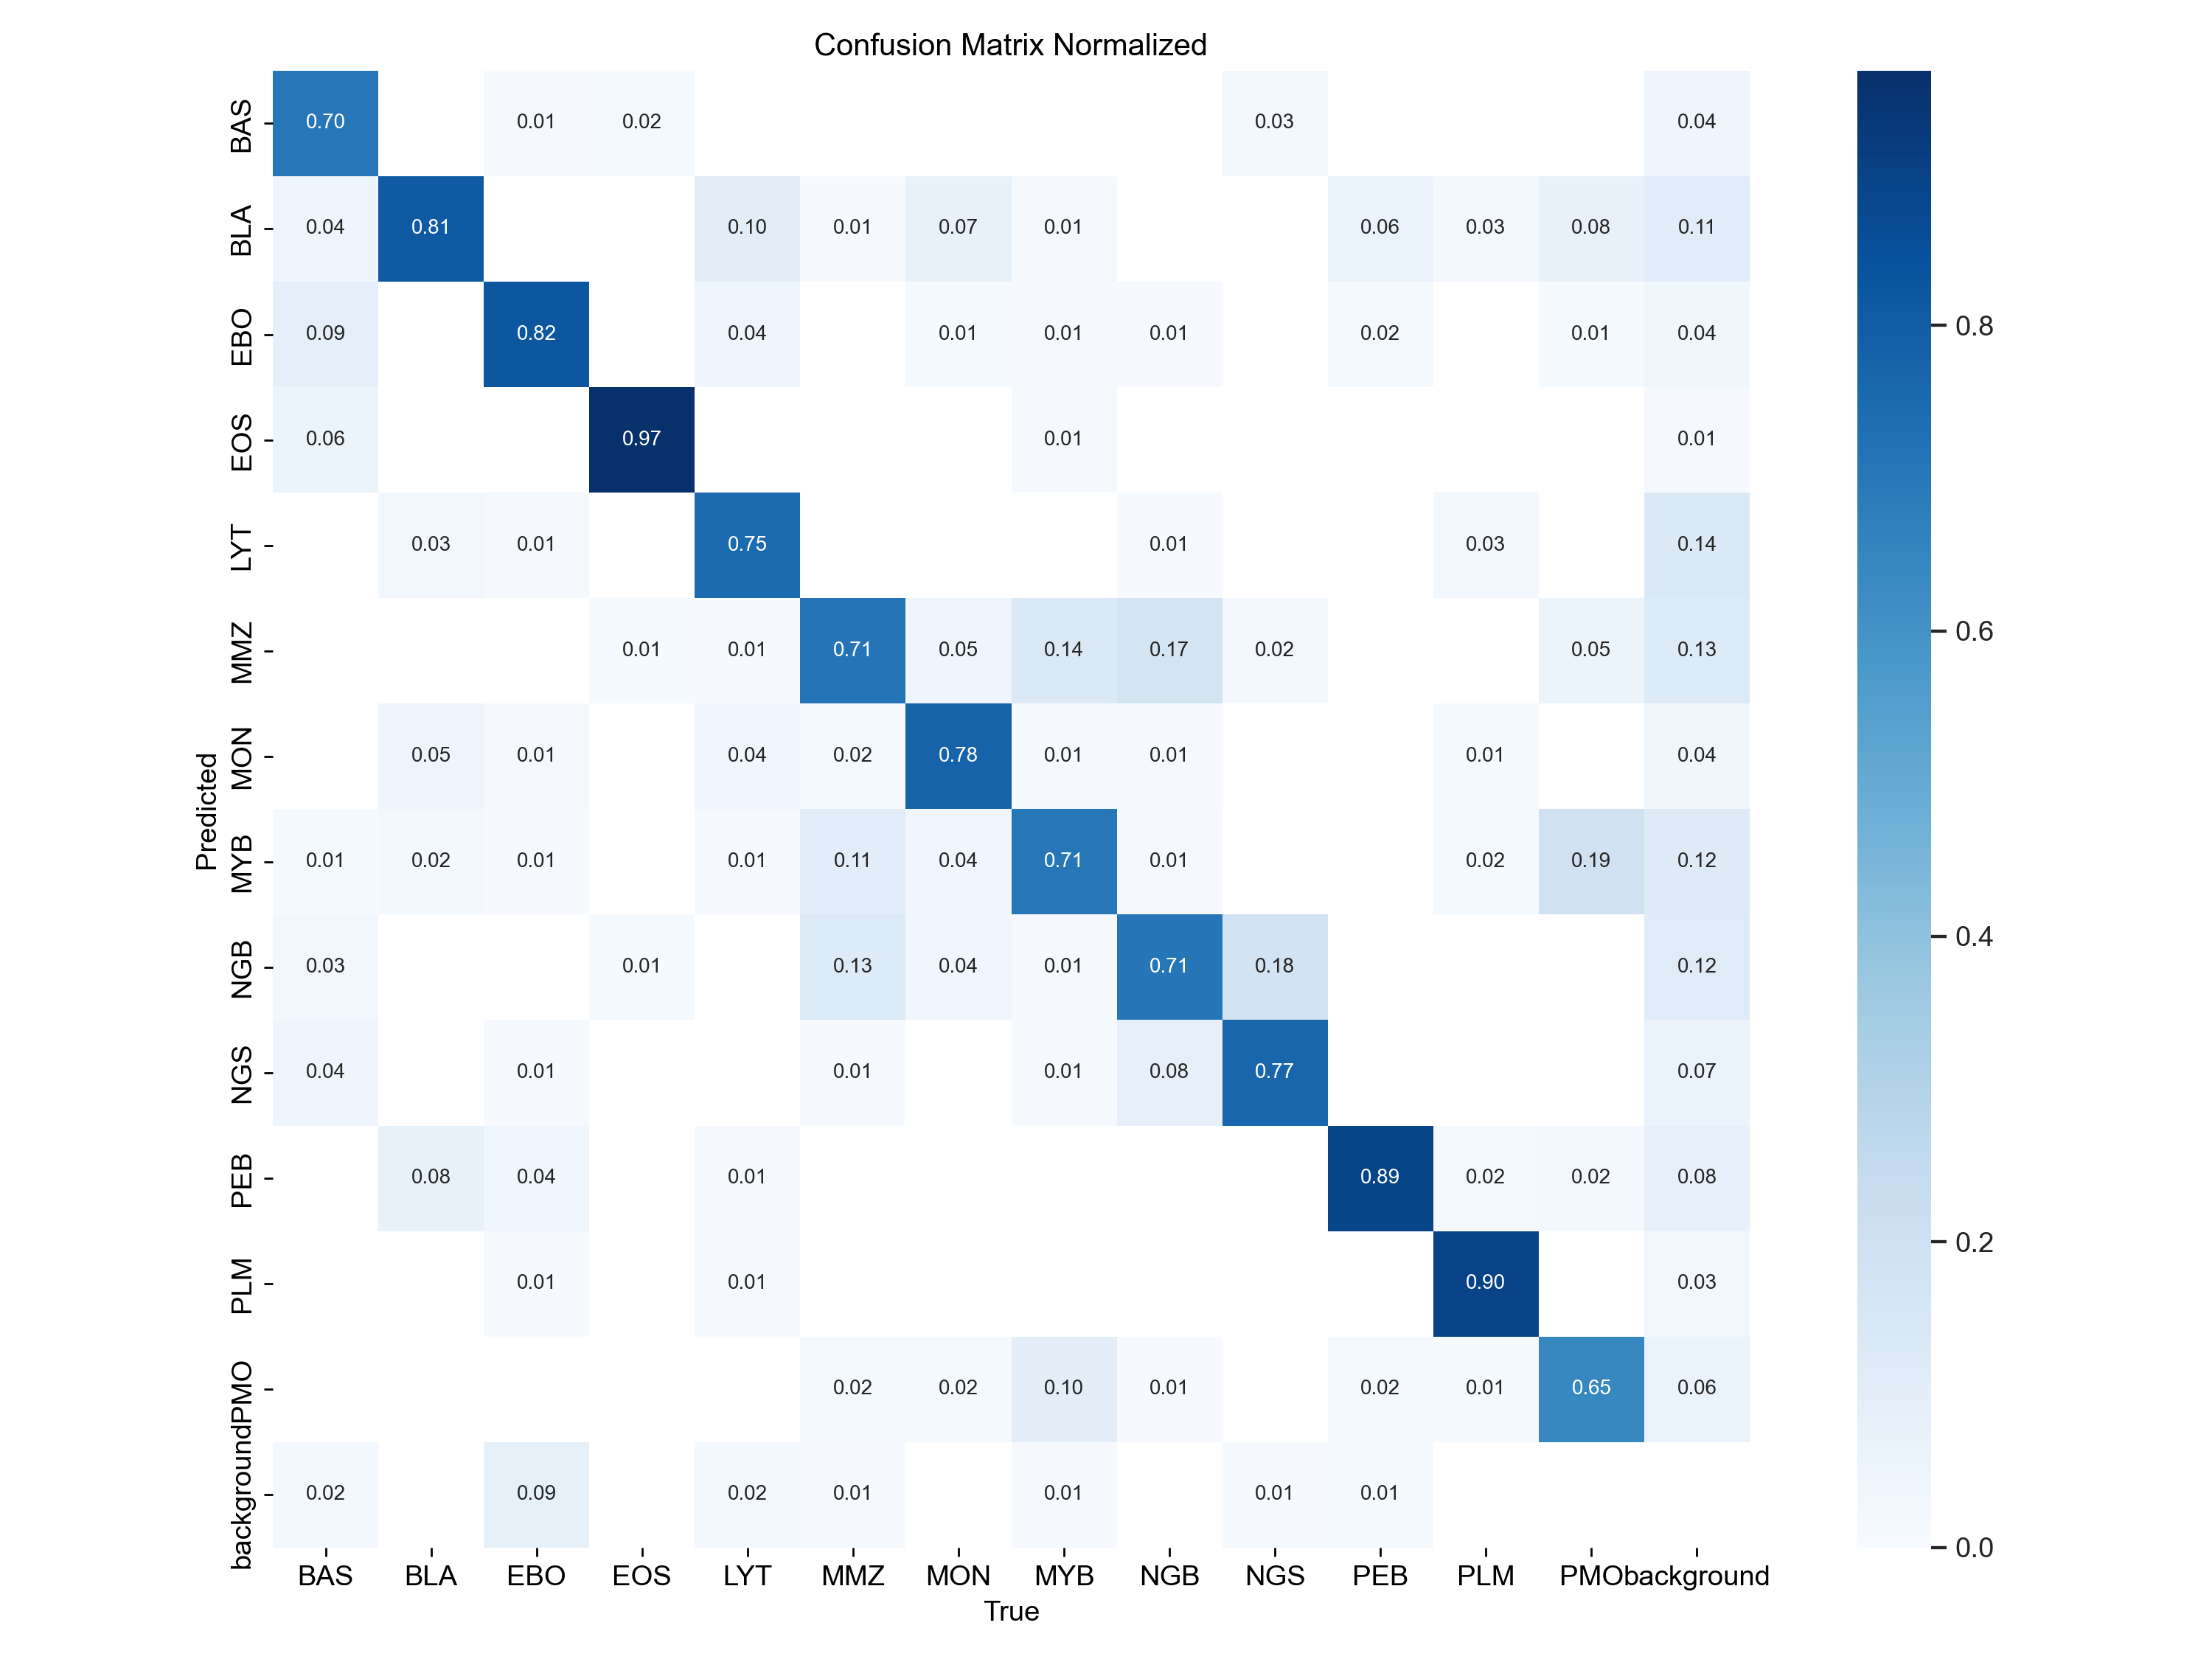 Confusion Matrix Normalized
BAS 0.70 0.01 0.02 0.03 0.04
BLA 0.04 0.81 0.10 0.01 0.07 0.01 0.06 0.03 0.08 0.11
EBO 0.09 0.82 0.04 0.01 0.01 0.01 0.02 0.01 0.04
EOS 0.06 0.97 0.01 0.01
LYT 0.03 0.01 0.75 0.01 0.03 0.14
MMZ 0.01 0.01 0.71 0.05 0.14 0.17 0.02 0.05 0.13
MON 0.05 0.01 0.04 0.02 0.78 0.01 0.01 0.01 0.04
MYB 0.01 0.02 0.01 0.01 0.11 0.04 0.71 0.01 0.02 0.19 0.12
NGB 0.03 0.01 0.13 0.04 0.01 0.71 0.18 0.12
NGS 0.04 0.01 0.01 0.01 0.08 0.77 0.07
PEB 0.08 0.04 0.01 0.89 0.02 0.02 0.08
PLM 0.01 0.01 0.90 0.03
PMO 0.02 0.02 0.10 0.01 0.02 0.01 0.65 0.06
background 0.02 0.09 0.02 0.01 0.01 0.01 0.01
BAS BLA EBO EOS LYT MMZ MON MYB NGB NGS PEB PLM PMO background
True
Predicted
0.8
0.6
0.4
0.2
0.0